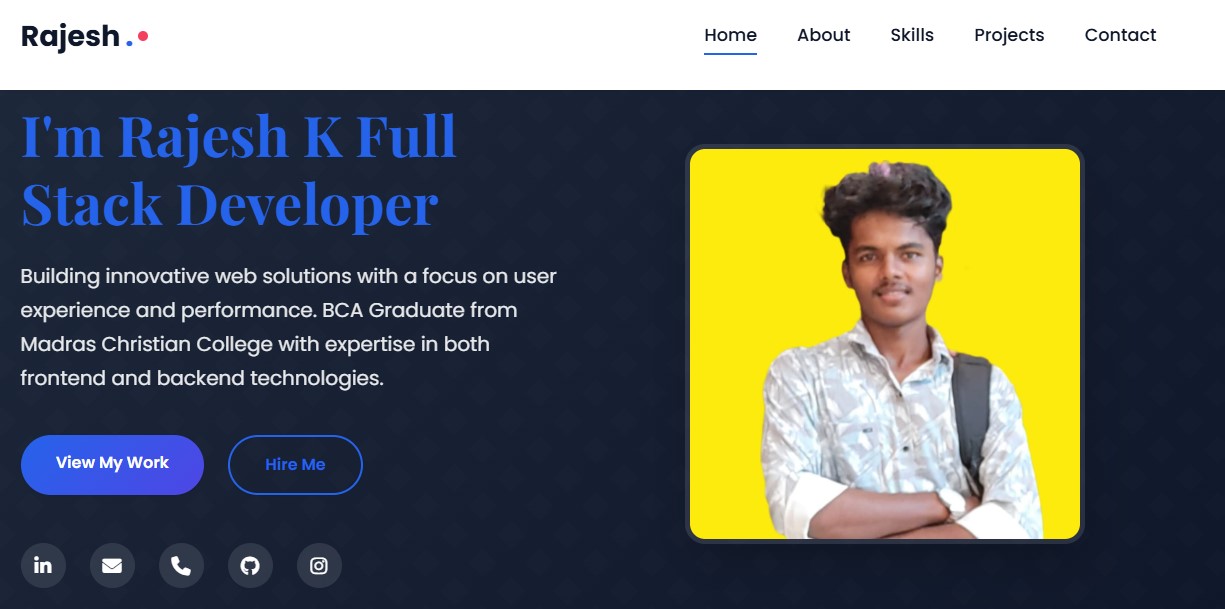 Rajesh .
Home About Skills Projects Contact
I'm Rajesh K Full
Stack Developer
Building innovative web solutions with a focus on user
experience and performance. BCA Graduate from
Madras Christian College with expertise in both
frontend and backend technologies.
View My Work
Hire Me
in